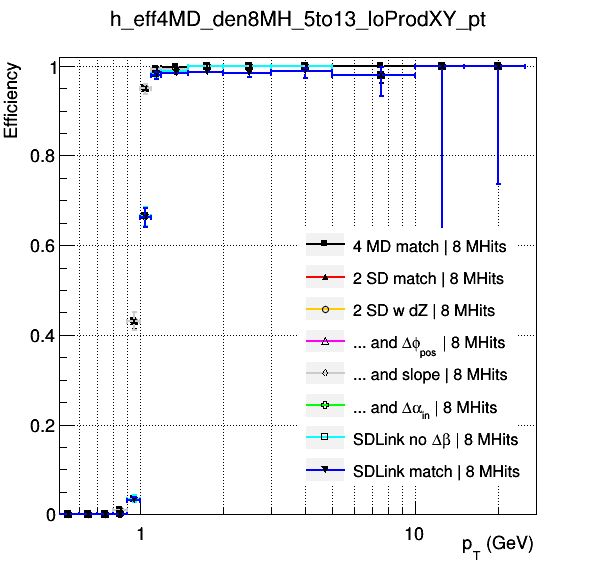 h_eff4MD_den8MH_5to13_loProdXY_pt
Efficiency
1
0.8
0.6
0.4
0.2
0
4 MD match | 8 MHits
2 SD match | 8 MHits
2 SD w dZ | 8 MHits
... and Δϕpos | 8 MHits
... and slope | 8 MHits
... and Δαin | 8 MHits
SDLink no Δβ | 8 MHits
SDLink match | 8 MHits
1 10
pT (GeV)